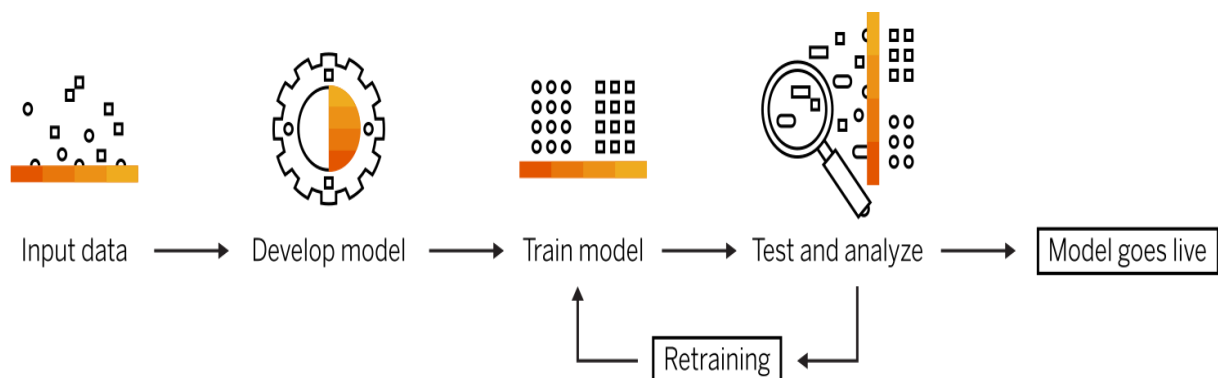 Input data
Develop model
Train model
Test and analyze
Model goes live
Retraining